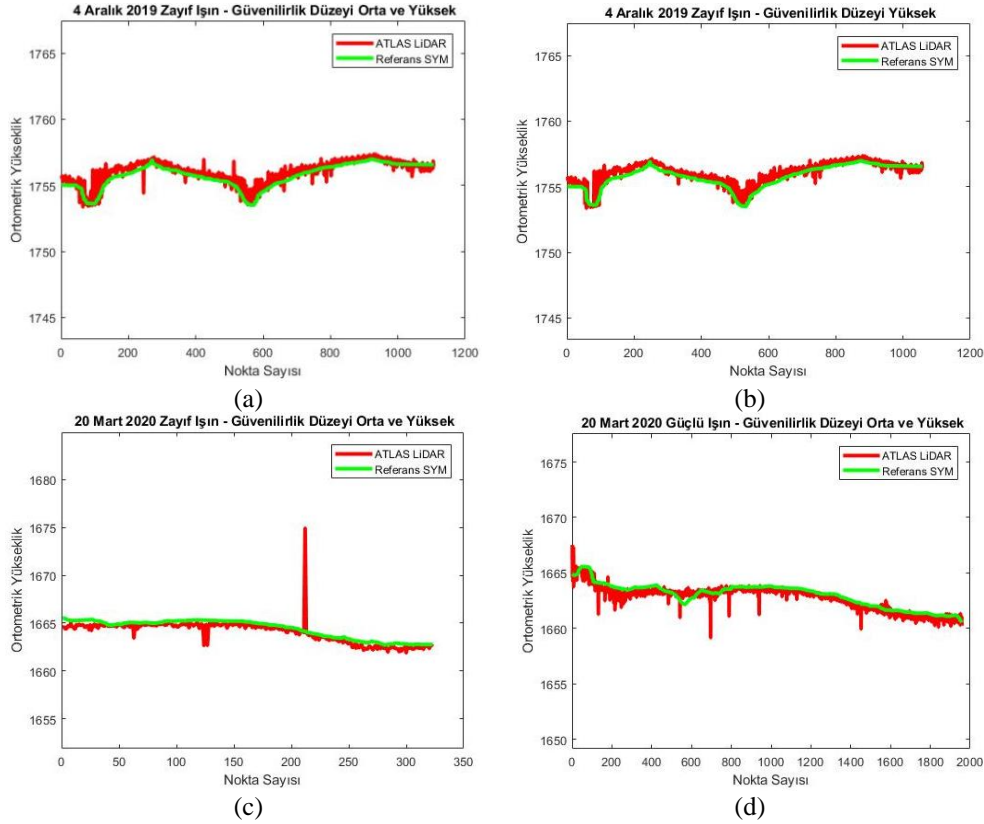 4 Aralık 2019 Zayıf Işın - Güvenilirlik Düzeyi Orta ve Yüksek
ATLAS LiDAR
Referans SYM
1765
1760
1755
1750
1745
Ortometrik Yükseklik
0 200 400 600 800 1000 1200
Nokta Sayısı
(a)
4 Aralık 2019 Zayıf Işın - Güvenilirlik Düzeyi Yüksek
ATLAS LiDAR
Referans SYM
1765
1760
1755
1750
1745
Ortometrik Yükseklik
0 200 400 600 800 1000 1200
Nokta Sayısı
(b)
20 Mart 2020 Zayıf Işın - Güvenilirlik Düzeyi Orta ve Yüksek
ATLAS LiDAR
Referans SYM
1680
1675
1670
1665
1660
1655
Ortometrik Yükseklik
0 50 100 150 200 250 300 350
Nokta Sayısı
(c)
20 Mart 2020 Güçlü Işın - Güvenilirlik Düzeyi Orta ve Yüksek
ATLAS LiDAR
Referans SYM
1675
1670
1665
1660
1655
1650
Ortometrik Yükseklik
0 200 400 600 800 1000 1200 1400 1600 1800 2000
Nokta Sayısı
(d)